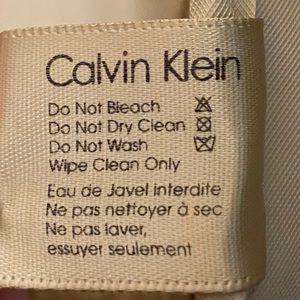 Calvin Klein
Do Not Bleach
Do Not Dry Clean
Do Not Wash
Wipe Clean Only
Eau de Javel interdite
Ne pas nettoyer à sec
Ne pas laver,
essuyer seulement